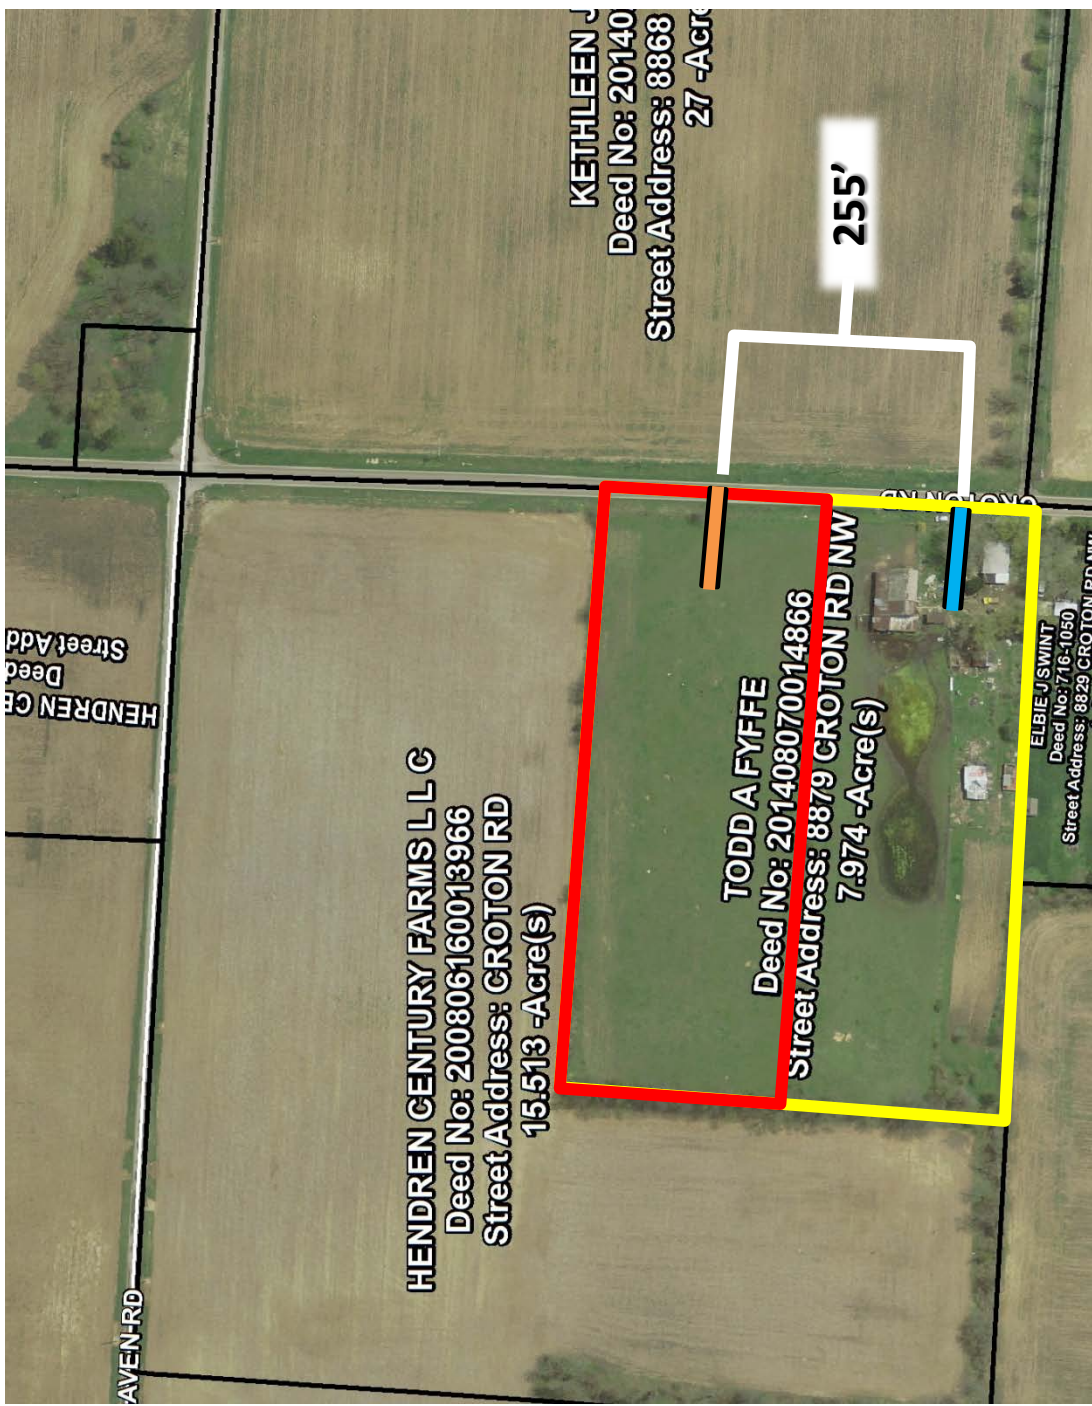 KETHLEEN J
Deed No: 20140
Street Address: 8868
27 -Acre
255’
CROTON RD
HENDREN CE
Deed
Street Add
TODD A FYFFE
Deed No: 201408070014866
Street Address: 8879 CROTON RD NW
7.974 -Acre(s)
ELBIE J SWINT
Deed No: 716-1050
Street Address: 8829 CROTON RD NW
HENDREN CENTURY FARMS L L C
Deed No: 200806160013966
Street Address: CROTON RD
15.513 -Acre(s)
AVEN-RD